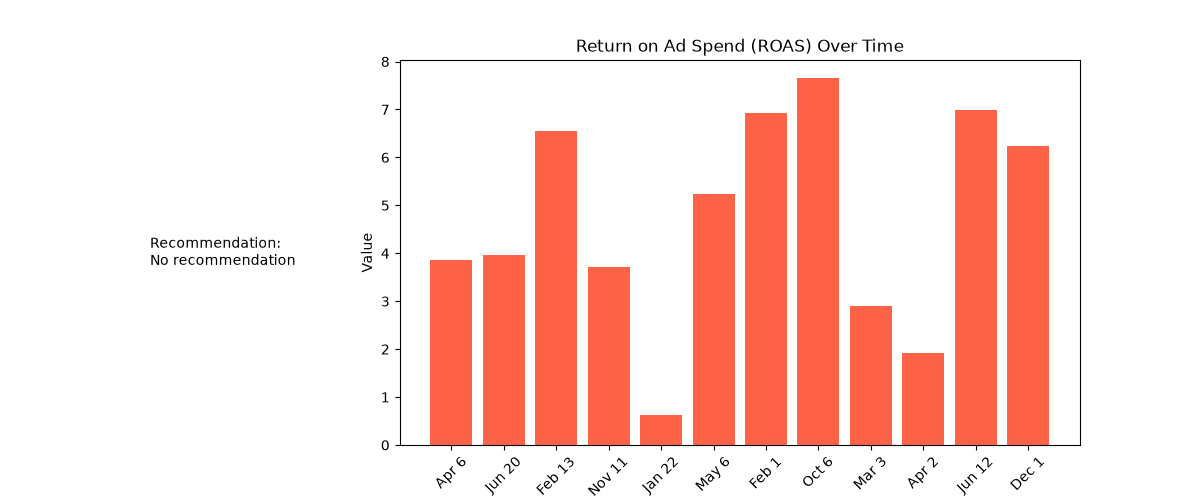 Return on Ad Spend (ROAS) Over Time
Recommendation:
No recommendation
Value
8
7
6
5
4
3
2
1
0
Apr 6
Jun 20
Feb 13
Nov 11
Jan 22
May 6
Feb 1
Oct 6
Mar 3
Apr 2
Jun 12
Dec 1